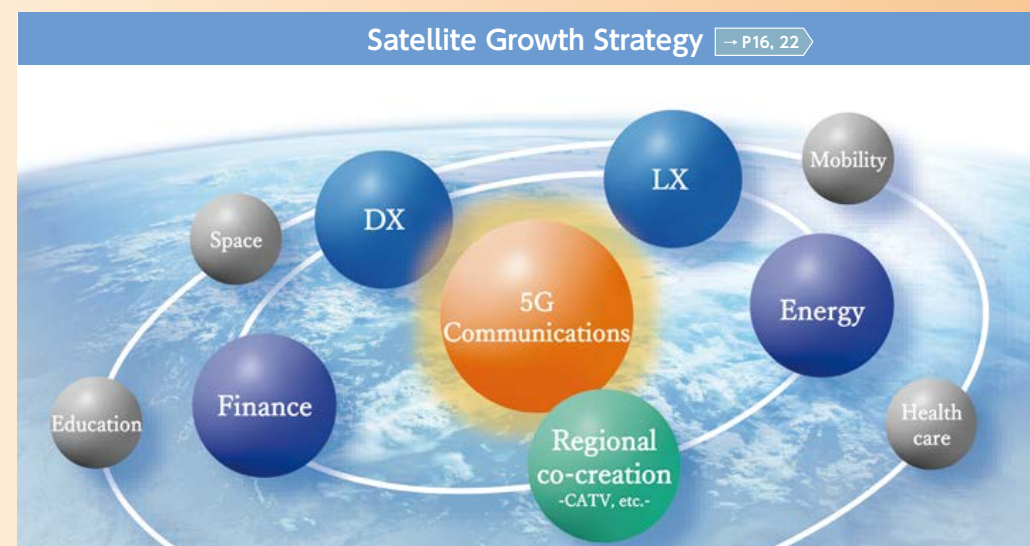 Satellite Growth Strategy → P16, 22
Mobility
LX
DX
Space
5G
Communications
Energy
Finance
Education
Health
care
Regional
co-creation
-CATV, etc.-